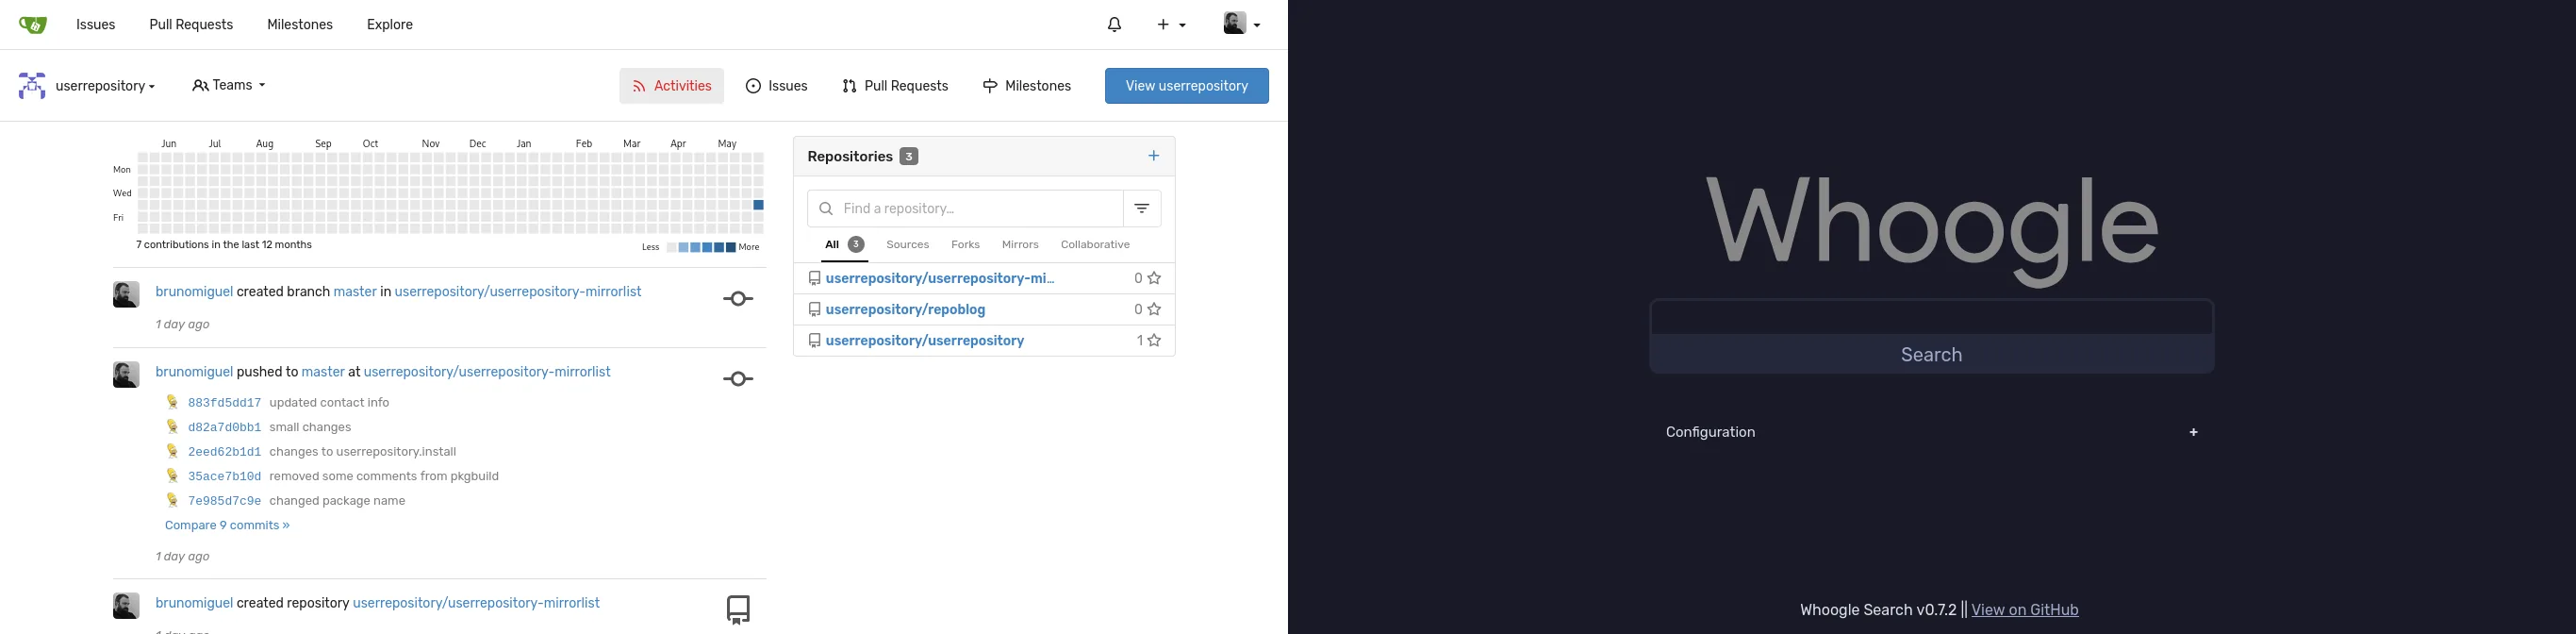 Issues Pull Requests Milestones Explore
userrepository Teams Activities Issues Pull Requests Milestones View userrepository
Jun Jul Aug Sep Oct Nov Dec Jan Feb Mar Apr May
Mon
Wed
Fri
7 contributions in the last 12 months Less More
brunomiguel created branch master in userrepository/userrepository-mirrorlist
1 day ago
brunomiguel pushed to master at userrepository/userrepository-mirrorlist
883fd5dd17 updated contact info
d82a7d0bb1 small changes
2eed62b1d1 changes to userrepository.install
35ace7b10d removed some comments from pkgbuild
7e985d7c9e changed package name
Compare 9 commits »
1 day ago
brunomiguel created repository userrepository/userrepository-mirrorlist
1 day ago
Repositories 3
Find a repository...
All 3 Sources Forks Mirrors Collaborative
userrepository/userrepository-mi... 0
userrepository/repoblog 0
userrepository/userrepository 1
Whoogle
Search
Configuration +
Whoogle Search v0.7.2 || View on GitHub